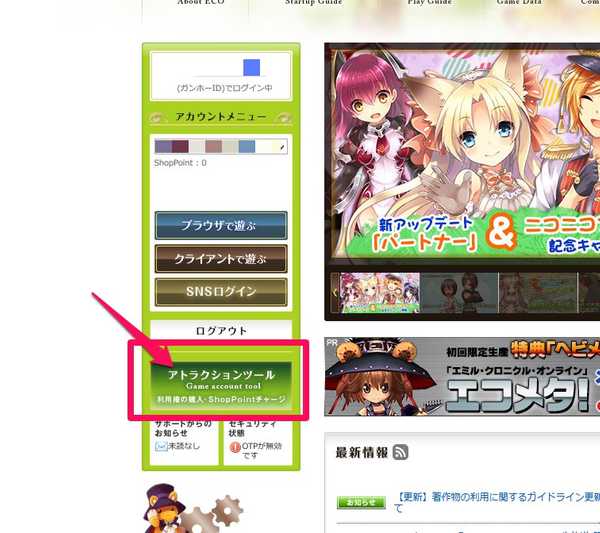 About ECO
Startup Guide
Play Guide
Game Data
(ガンホーID)でログイン中
アカウントメニュー
ShopPoint : 0
ブラウザで遊ぶ
クライアントで遊ぶ
SNSログイン
ログアウト
アトラクションツール
Game account tool
利用権の購入・ShopPointチャージ
サポートからの
お知らせ
未読なし
セキュリティ
状態
OTPが無効
です
新アップデート
「パートナー」
&
ニコニコ
記念キャ
PR
初回限定生産 特典「ヘビメ
「エミル・クロニクル・オンライン」
エコメタ!
最新情報
お知らせ
【更新】著作物の利用に関するガイドライン更新
て